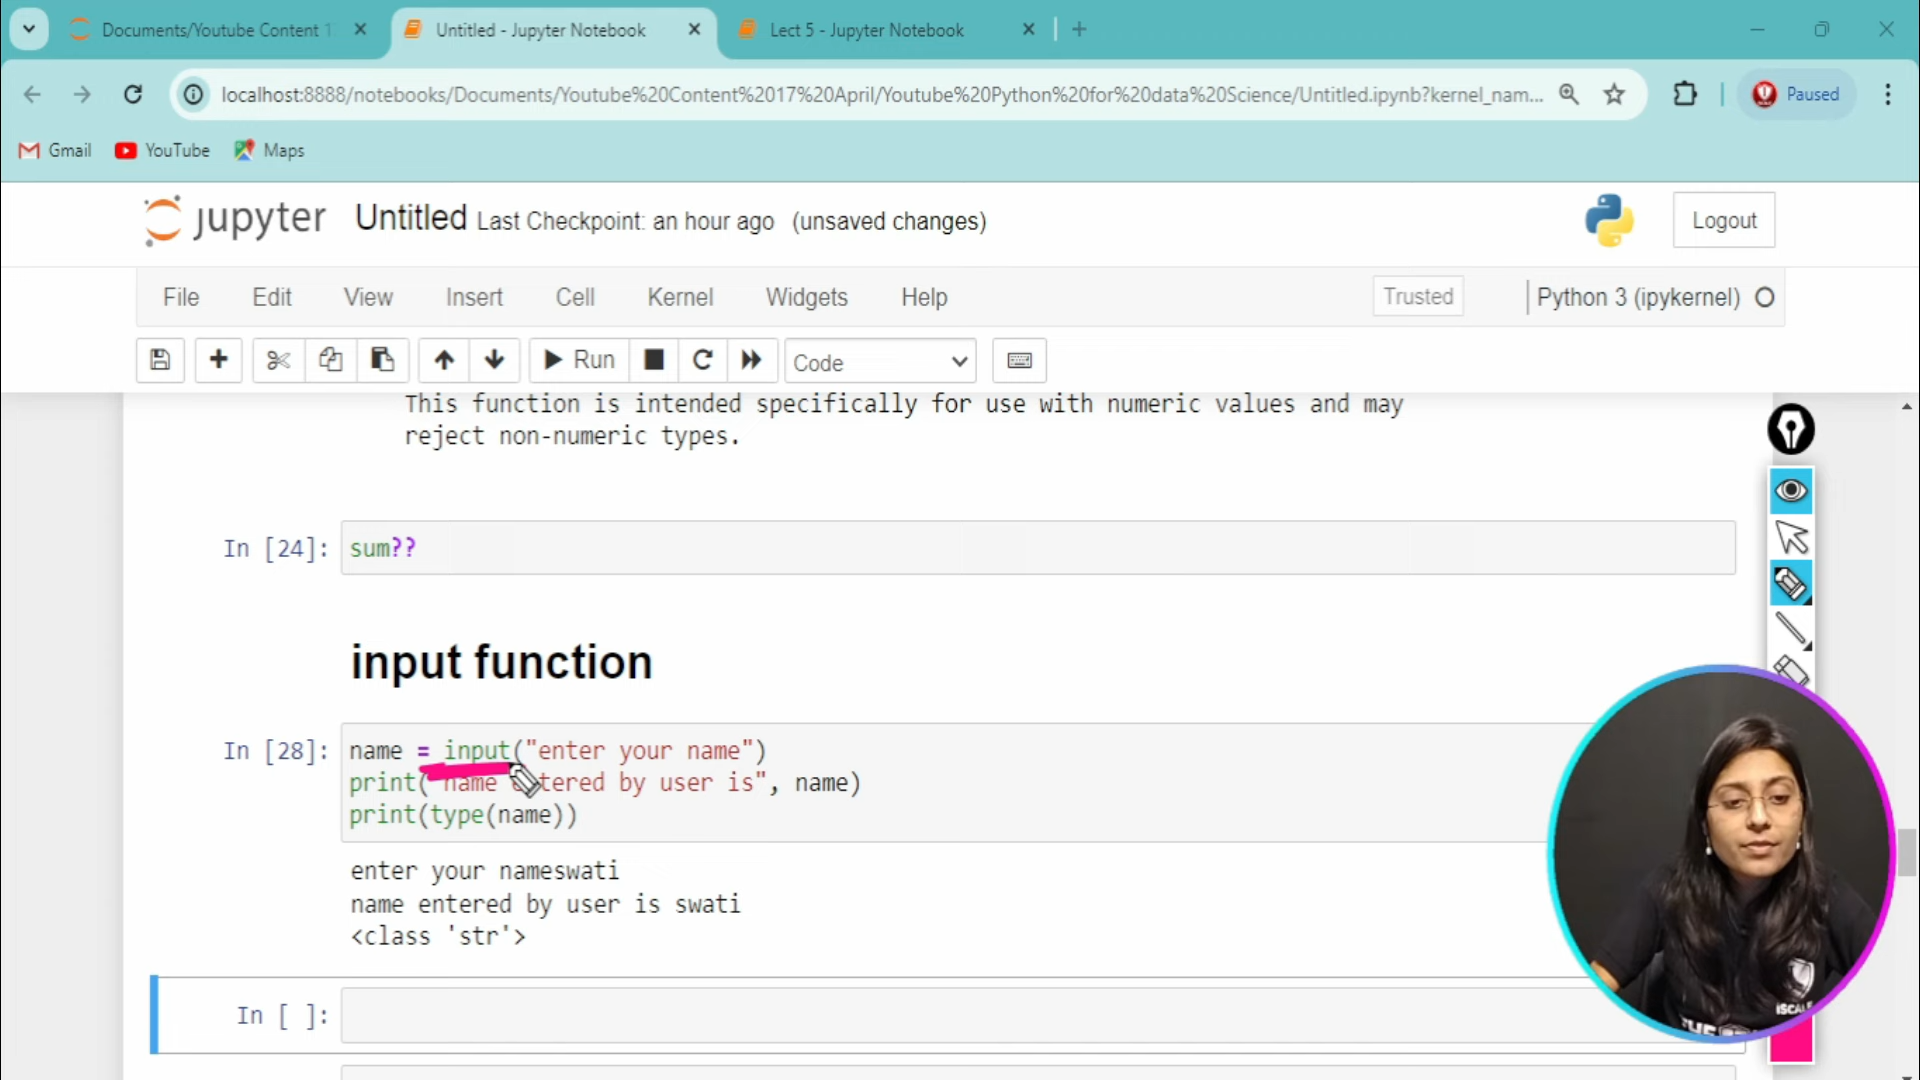 Documents/Youtube Content 1
Untitled - Jupyter Notebook
Lect 5 - Jupyter Notebook
localhost:8888/notebooks/Documents/Youtube%20Content%2017%20April/Youtube%20Python%20for%20data%20Science/Untitled.ipynb?kernel_nam...
Paused
Gmail
YouTube
Maps
jupyter
Untitled Last Checkpoint: an hour ago (unsaved changes)
Logout
File
Edit
View
Insert
Cell
Kernel
Widgets
Help
Trusted
Python 3 (ipykernel)
Run
Code
This function is intended specifically for use with numeric values and may
reject non-numeric types.
In [24]: sum??
input function
In [28]: name = input("enter your name")
print("name entered by user is", name)
print(type(name))
enter your nameswati
name entered by user is swati
<class 'str'>
In [ ]:
ISCALE